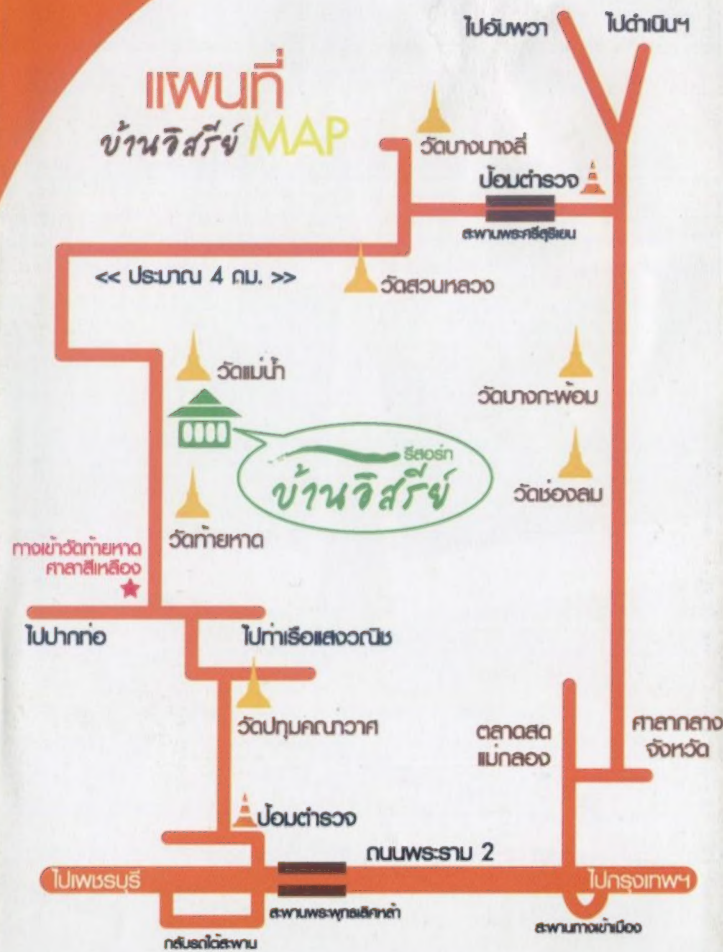 ไปอัมพวา
ไปดำเนินฯ
แผนที่
บ้านอิสรีย์ MAP
วัดบางนางลี่
ป้อมตำรวจ
สะพานพระศรีสุริเยน
<< ประมาณ 4 กม. >>
วัดสวนหลวง
วัดแม่น้ำ
วัดบางกะพ้อม
รีสอร์ท
บ้านอิสรีย์
วัดช่องลม
วัดท้ายหาด
ทางเข้าวัดท้ายหาด
ศาลาสีเหลือง
ไปปากท่อ
ไปท่าเรือแสงวณิช
วัดปทุมคณาวาศ
ตลาดสด
แม่กลอง
ศาลากลาง
จังหวัด
ป้อมตำรวจ
ถนนพระราม 2
ไปเพชรบุรี
ไปกรุงเทพฯ
สะพานพระพุทธเลิศหล้า
สะพานทางเข้าเมือง
กลับรถใต้สะพาน